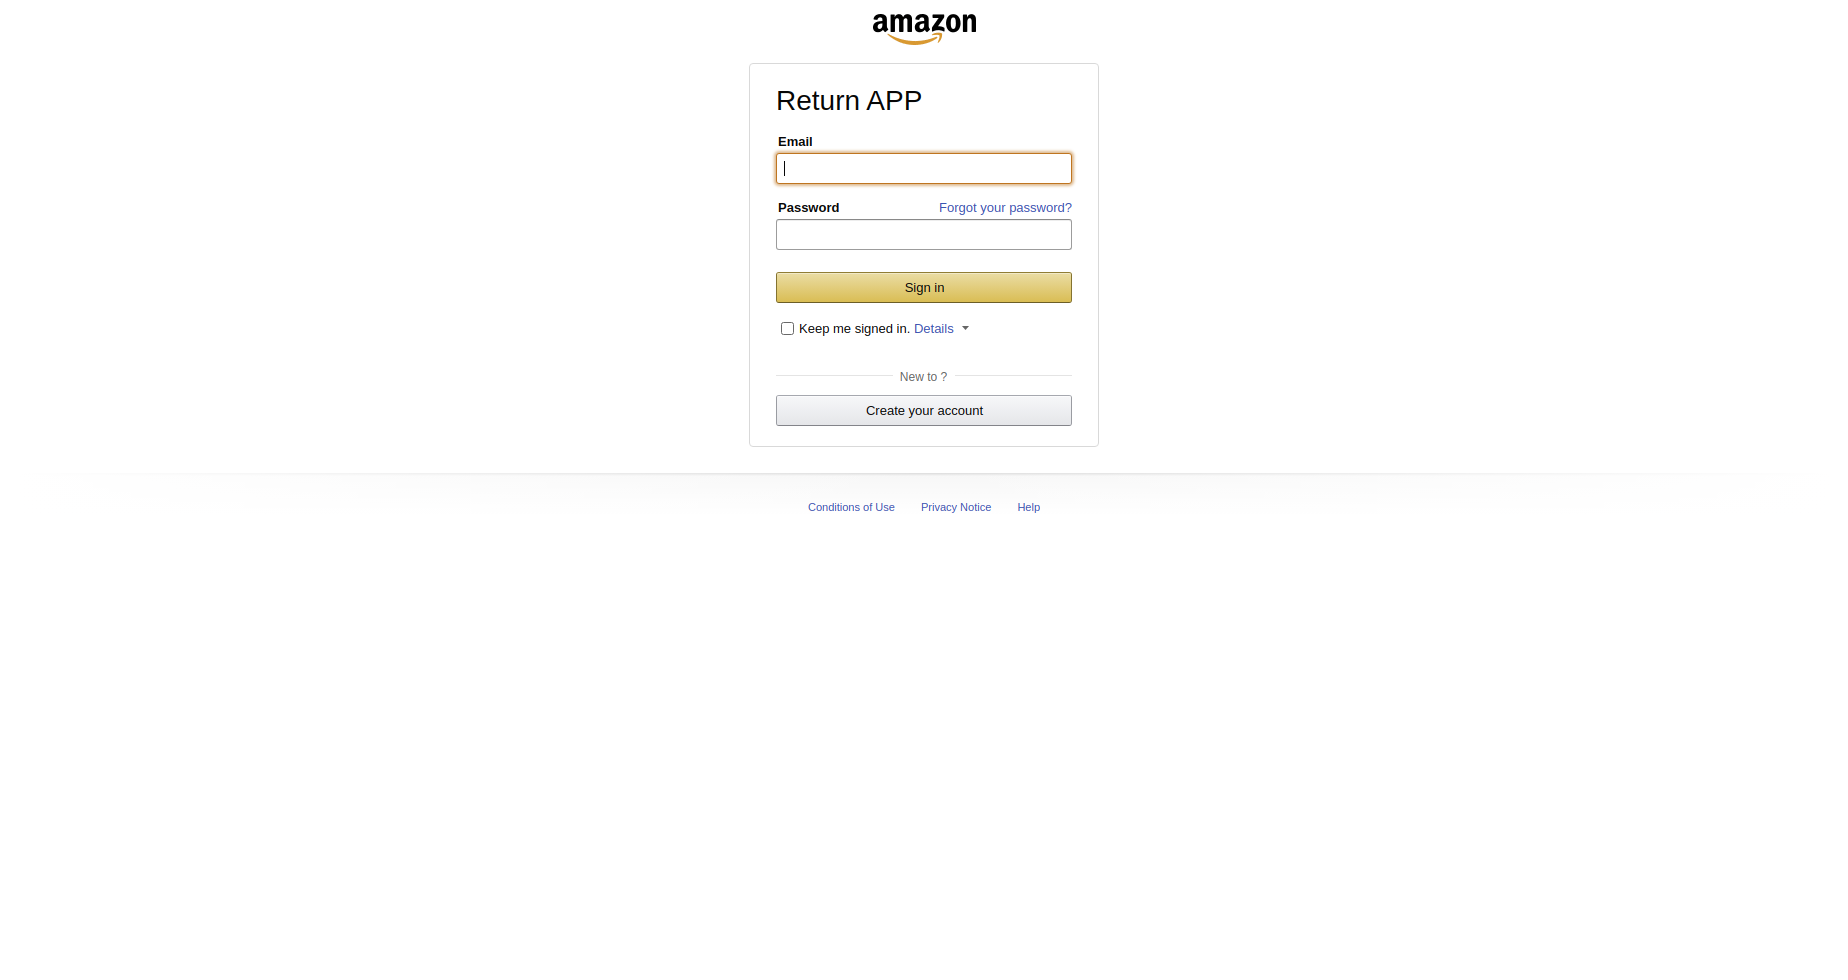 amazon
Return APP
Email
Password Forgot your password?
Sign in
Keep me signed in. Details
New to ?
Create your account
Conditions of Use Privacy Notice Help